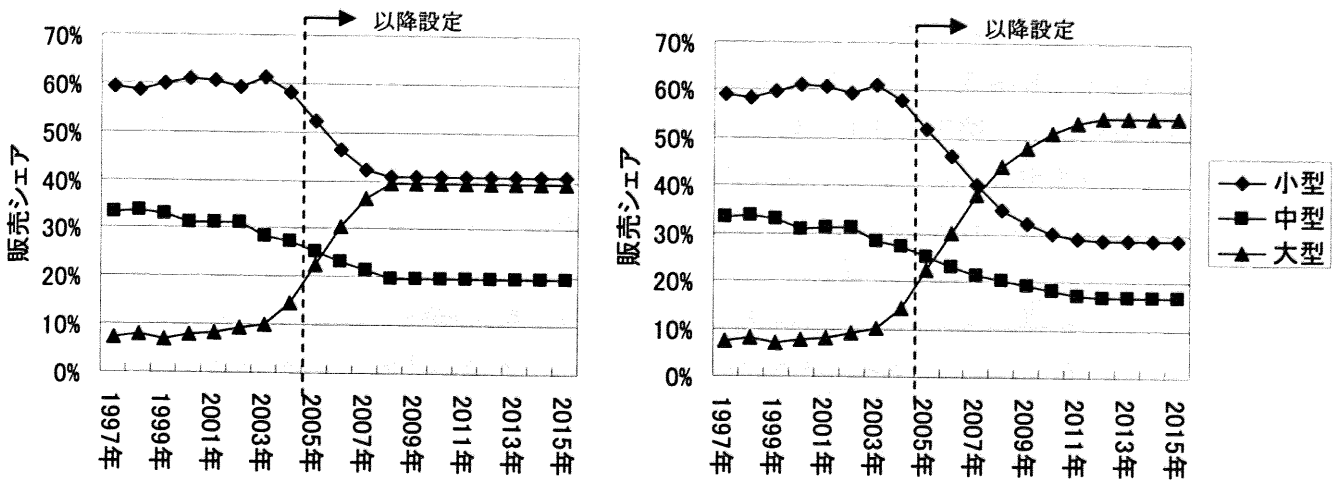 以降設定
70%
60%
50%
40%
30%
20%
10%
0%
販売シェア
1997年
1999年
2001年
2003年
2005年
2007年
2009年
2011年
2013年
2015年
以降設定
70%
60%
50%
40%
30%
20%
10%
0%
販売シェア
1997年
1999年
2001年
2003年
2005年
2007年
2009年
2011年
2013年
2015年
小型
中型
大型